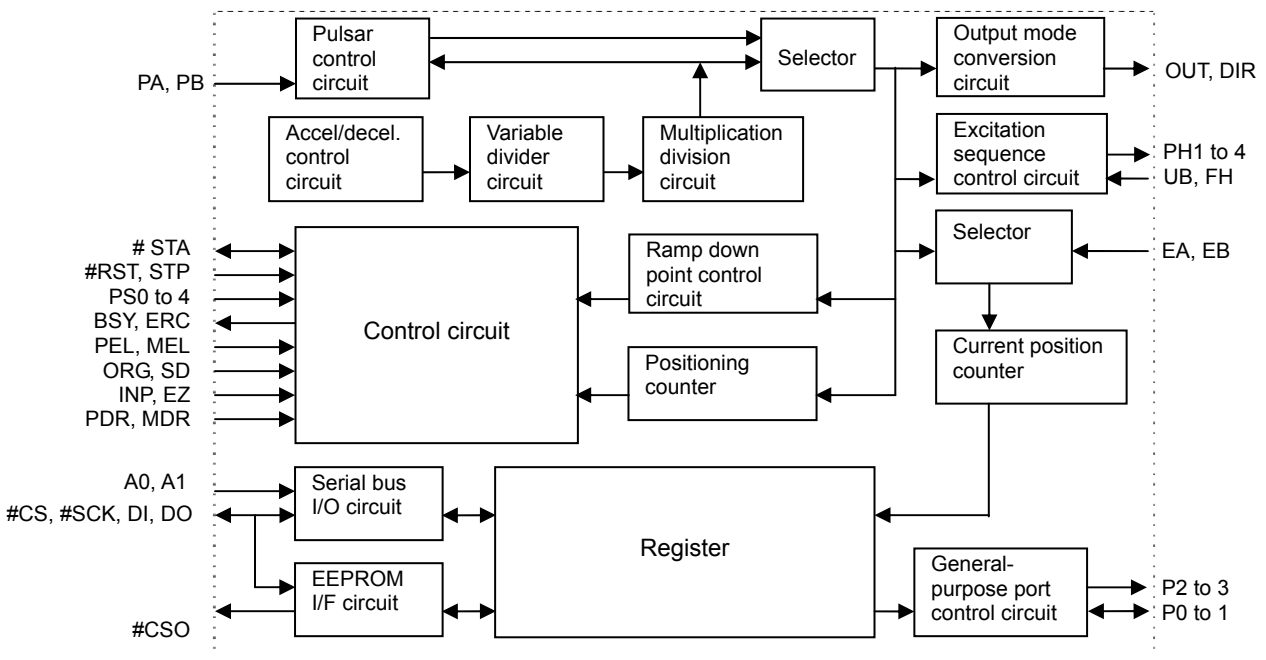 Pulsar
control
circuit
Selector
Output mode
conversion
circuit
PA, PB
OUT, DIR
Accel/decel.
control
circuit
Variable
divider
circuit
Multiplication
division
circuit
Excitation
sequence
control circuit
PH1 to 4
UB, FH
# STA
#RST, STP
PS0 to 4
BSY, ERC
PEL, MEL
ORG, SD
INP, EZ
PDR, MDR
Control circuit
Ramp down
point control
circuit
Selector
EA, EB
Positioning
counter
Current position
counter
A0, A1
#CS, #SCK, DI, DO
Serial bus
I/O circuit
Register
EEPROM
I/F circuit
#CSO
General-
purpose port
control circuit
P2 to 3
P0 to 1